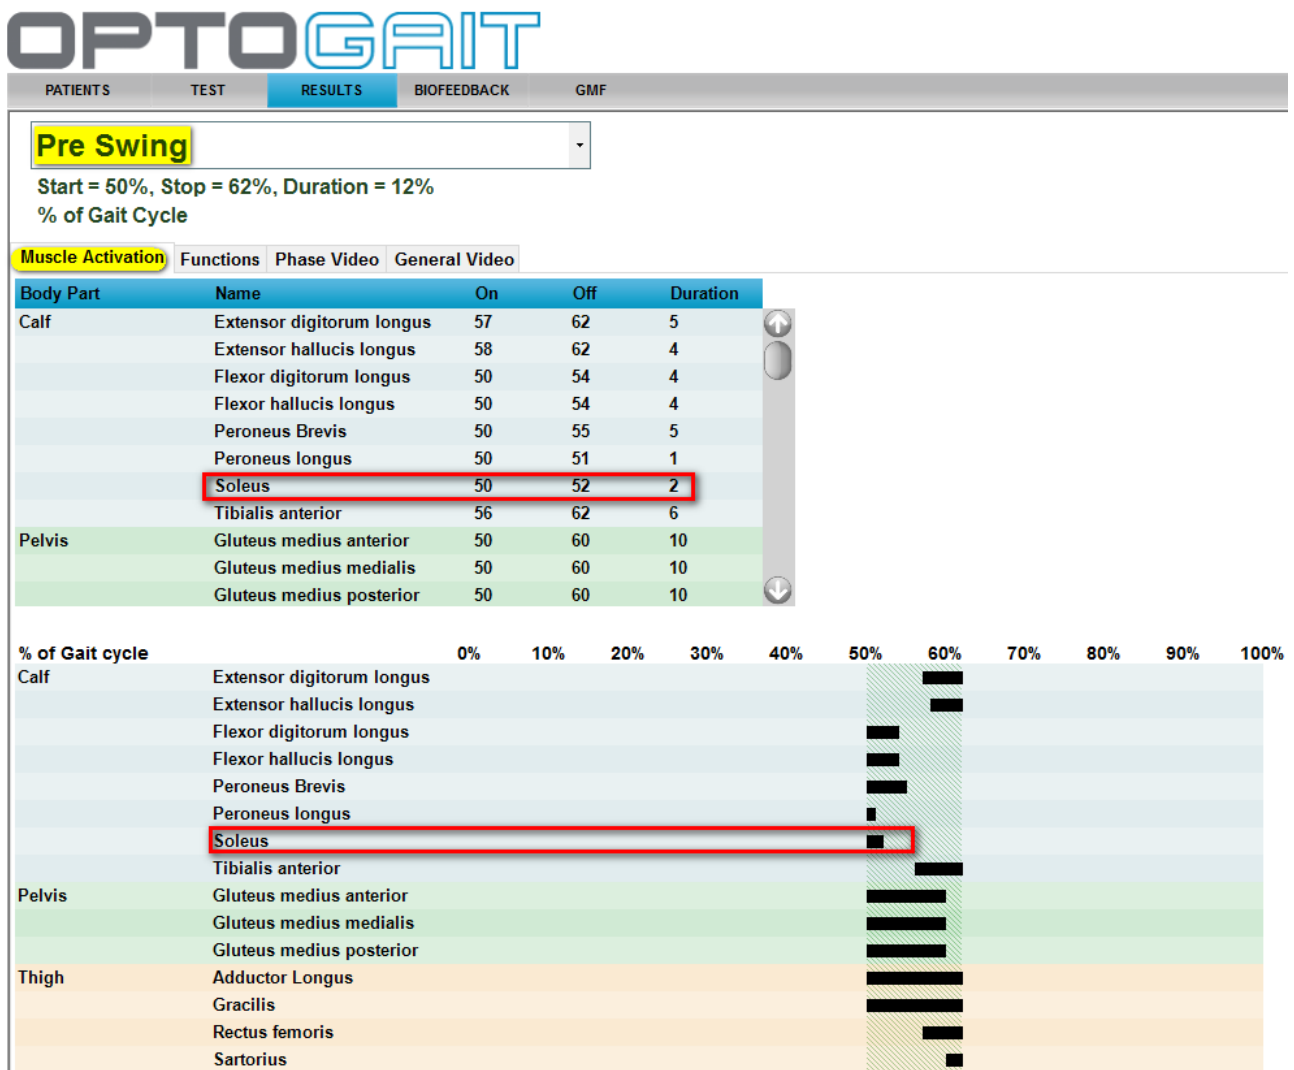 OPTOGAIT
PATIENTS TEST RESULTS BIOFEEDBACK GMF
Pre Swing
Start = 50%, Stop = 62%, Duration = 12%
% of Gait Cycle
Muscle Activation Functions Phase Video General Video
Body Part Name On Off Duration
Calf Extensor digitorum longus 57 62 5
Extensor hallucis longus 58 62 4
Flexor digitorum longus 50 54 4
Flexor hallucis longus 50 54 4
Peroneus Brevis 50 55 5
Peroneus longus 50 51 1
Soleus 50 52 2
Tibialis anterior 56 62 6
Pelvis Gluteus medius anterior 50 60 10
Gluteus medius medialis 50 60 10
Gluteus medius posterior 50 60 10
% of Gait cycle 0% 10% 20% 30% 40% 50% 60% 70% 80% 90% 100%
Calf Extensor digitorum longus
Extensor hallucis longus
Flexor digitorum longus
Flexor hallucis longus
Peroneus Brevis
Peroneus longus
Soleus
Tibialis anterior
Pelvis Gluteus medius anterior
Gluteus medius medialis
Gluteus medius posterior
Thigh Adductor Longus
Gracilis
Rectus femoris
Sartorius